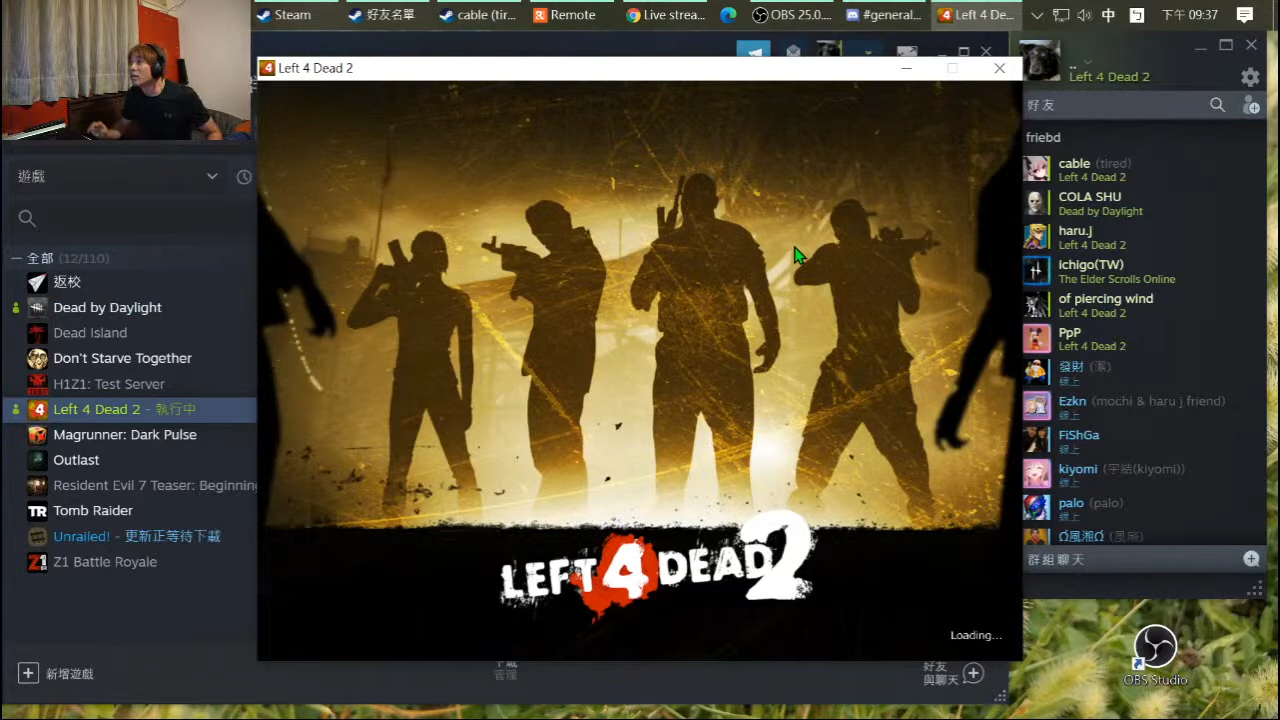 Steam
好友名單
cable (tir...
Remote
Live strea...
OBS 25.0....
#general...
Left 4 De...
中
下午 09:37
Left 4 Dead 2
..
Left 4 Dead 2
好友
friebd
cable (tired)
Left 4 Dead 2
COLA SHU
Dead by Daylight
haru.j
Left 4 Dead 2
ichigo(TW)
The Elder Scrolls Online
of piercing wind
Left 4 Dead 2
PpP
Left 4 Dead 2
發財
線上
Ezkn (mochi & haru j friend)
線上
FiShGa
線上
kiyomi
線上
palo (palo)
線上
群組聊天
遊戲
全部 (12/110)
返校
Dead by Daylight
Dead Island
Don't Starve Together
H1Z1: Test Server
Left 4 Dead 2 - 執行中
Magrunner: Dark Pulse
Outlast
Resident Evil 7 Teaser: Beginning
Tomb Raider
Unrailed! - 更新正等待下載
Z1 Battle Royale
新增遊戲
LEFT 4 DEAD 2
Loading...
管理
好友
與聊天
OBS Studio